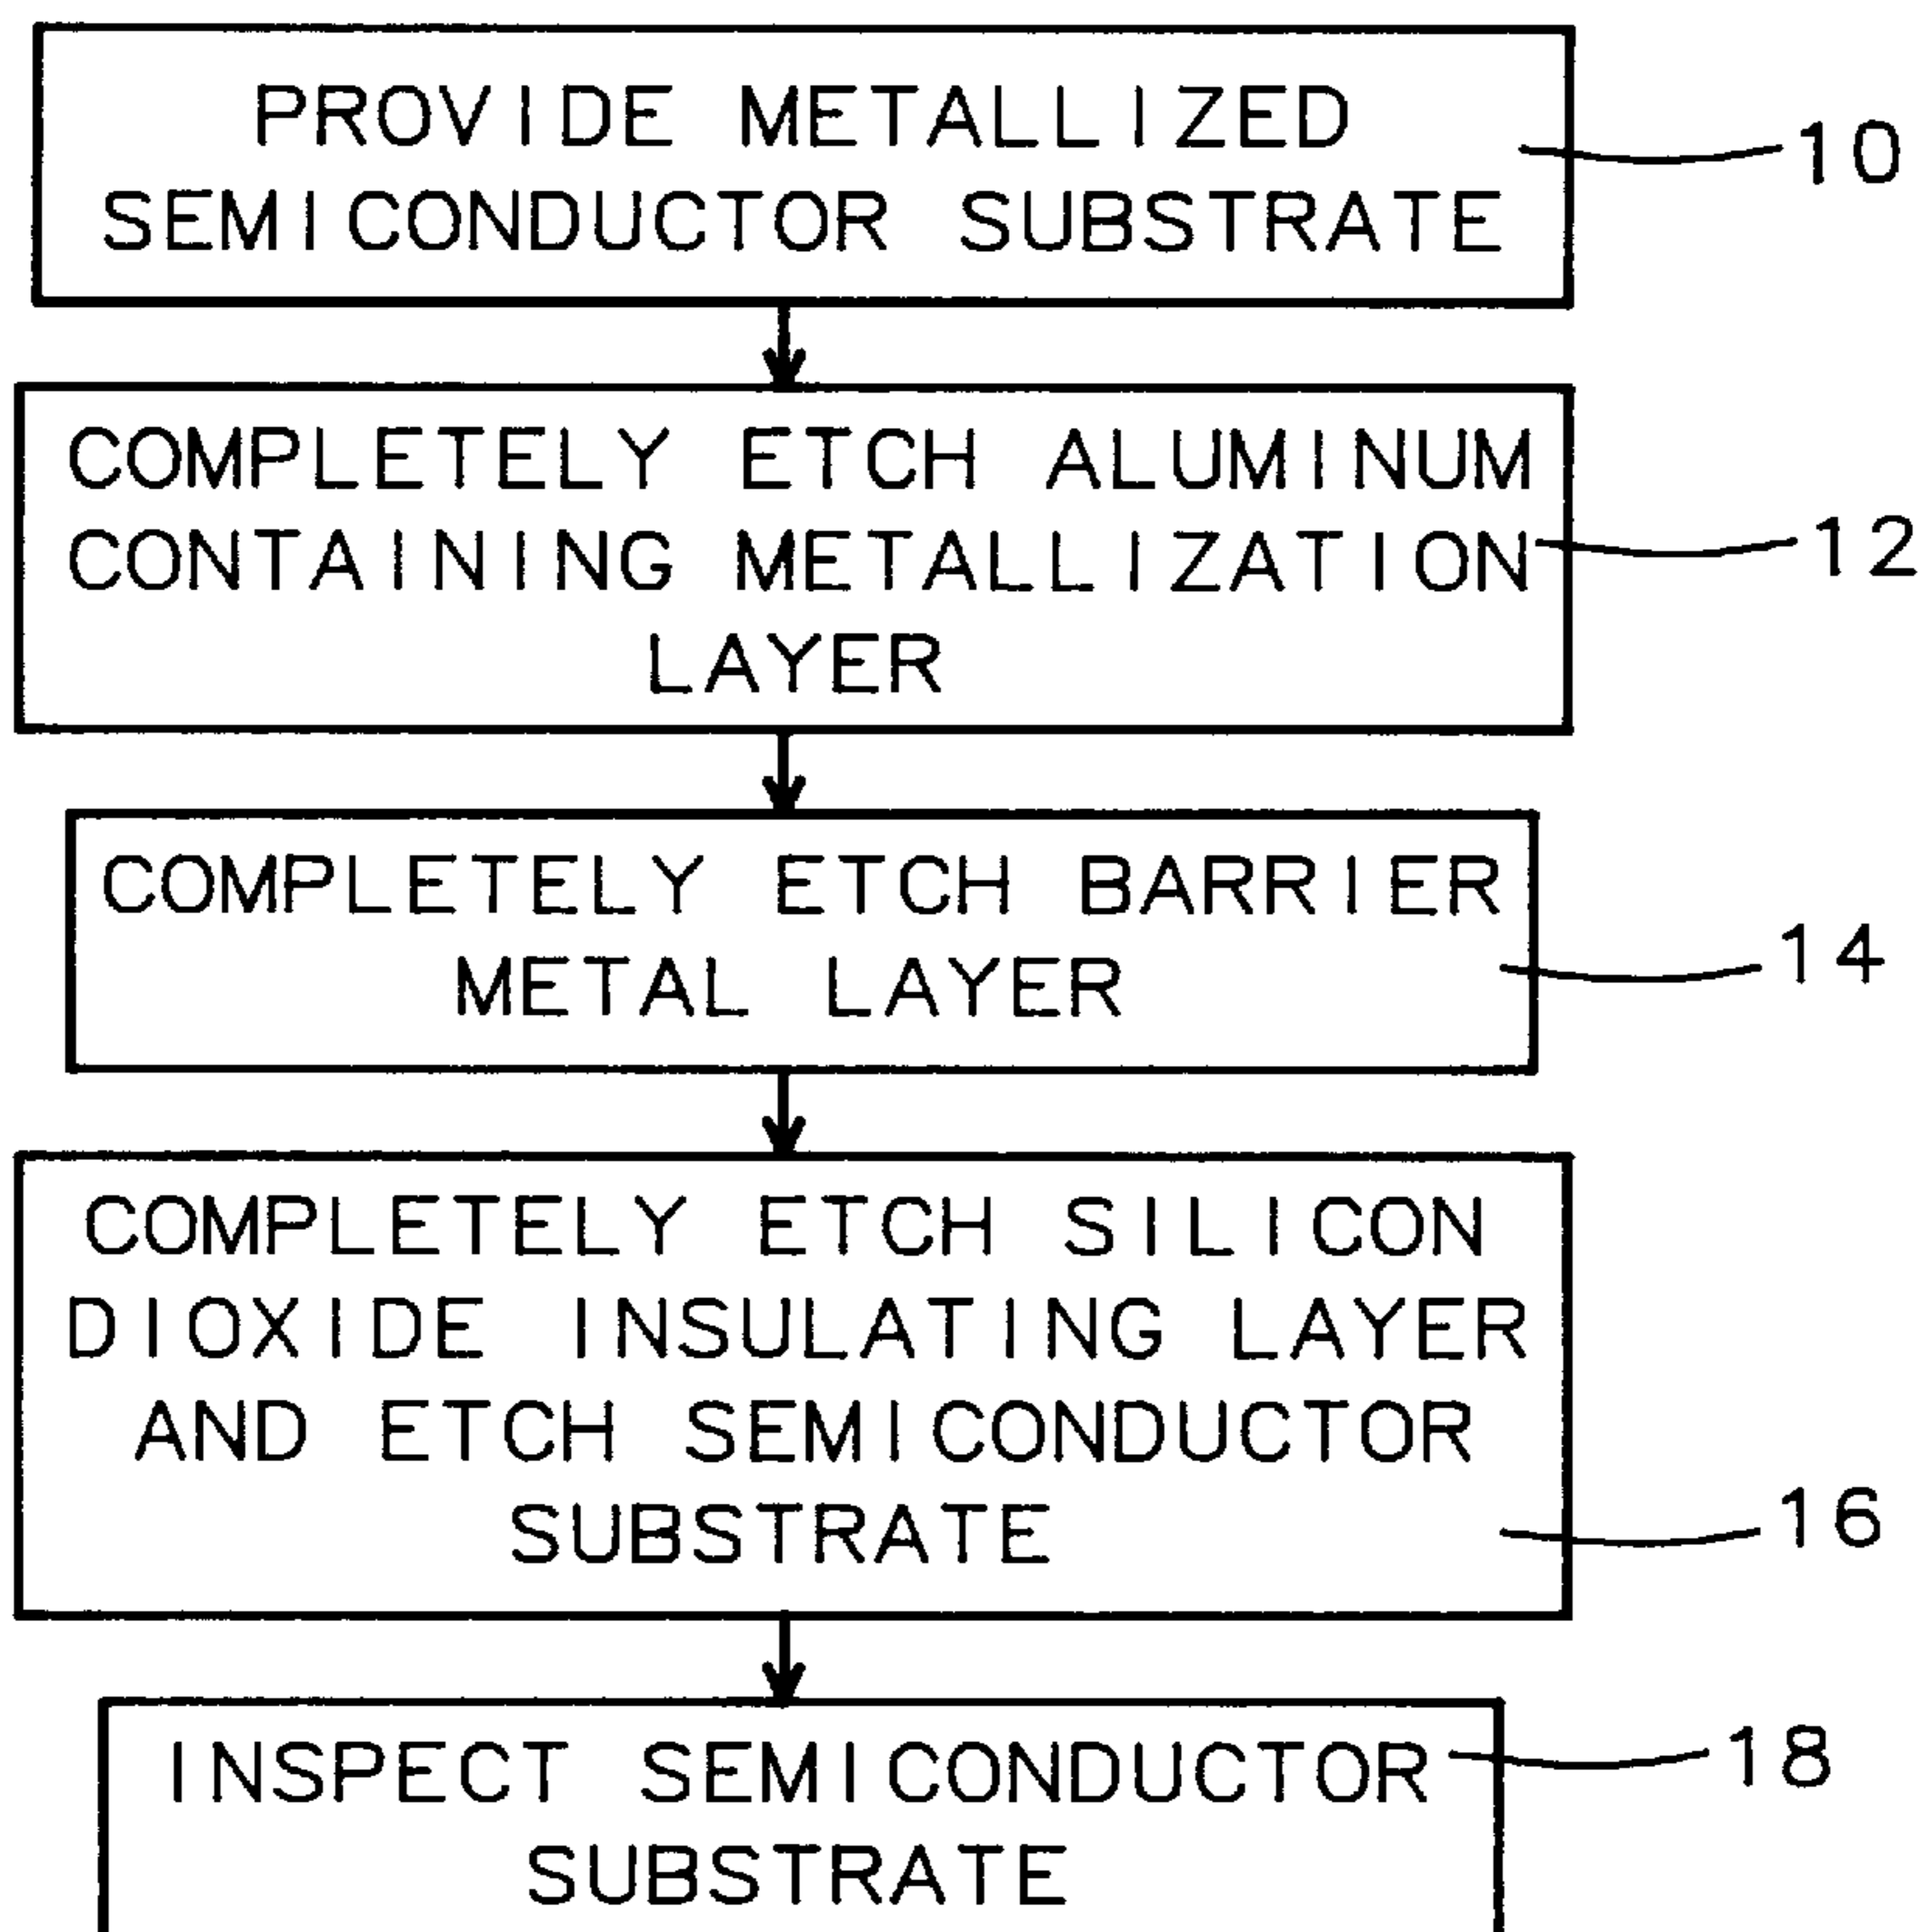 PROVIDE METALLIZED
SEMICONDUCTOR SUBSTRATE
10
COMPLETELY ETCH ALUMINUM
CONTAINING METALLIZATION
LAYER
12
COMPLETELY ETCH BARRIER
METAL LAYER
14
COMPLETELY ETCH SILICON
DIOXIDE INSULATING LAYER
AND ETCH SEMICONDUCTOR
SUBSTRATE
16
INSPECT SEMICONDUCTOR
SUBSTRATE
18